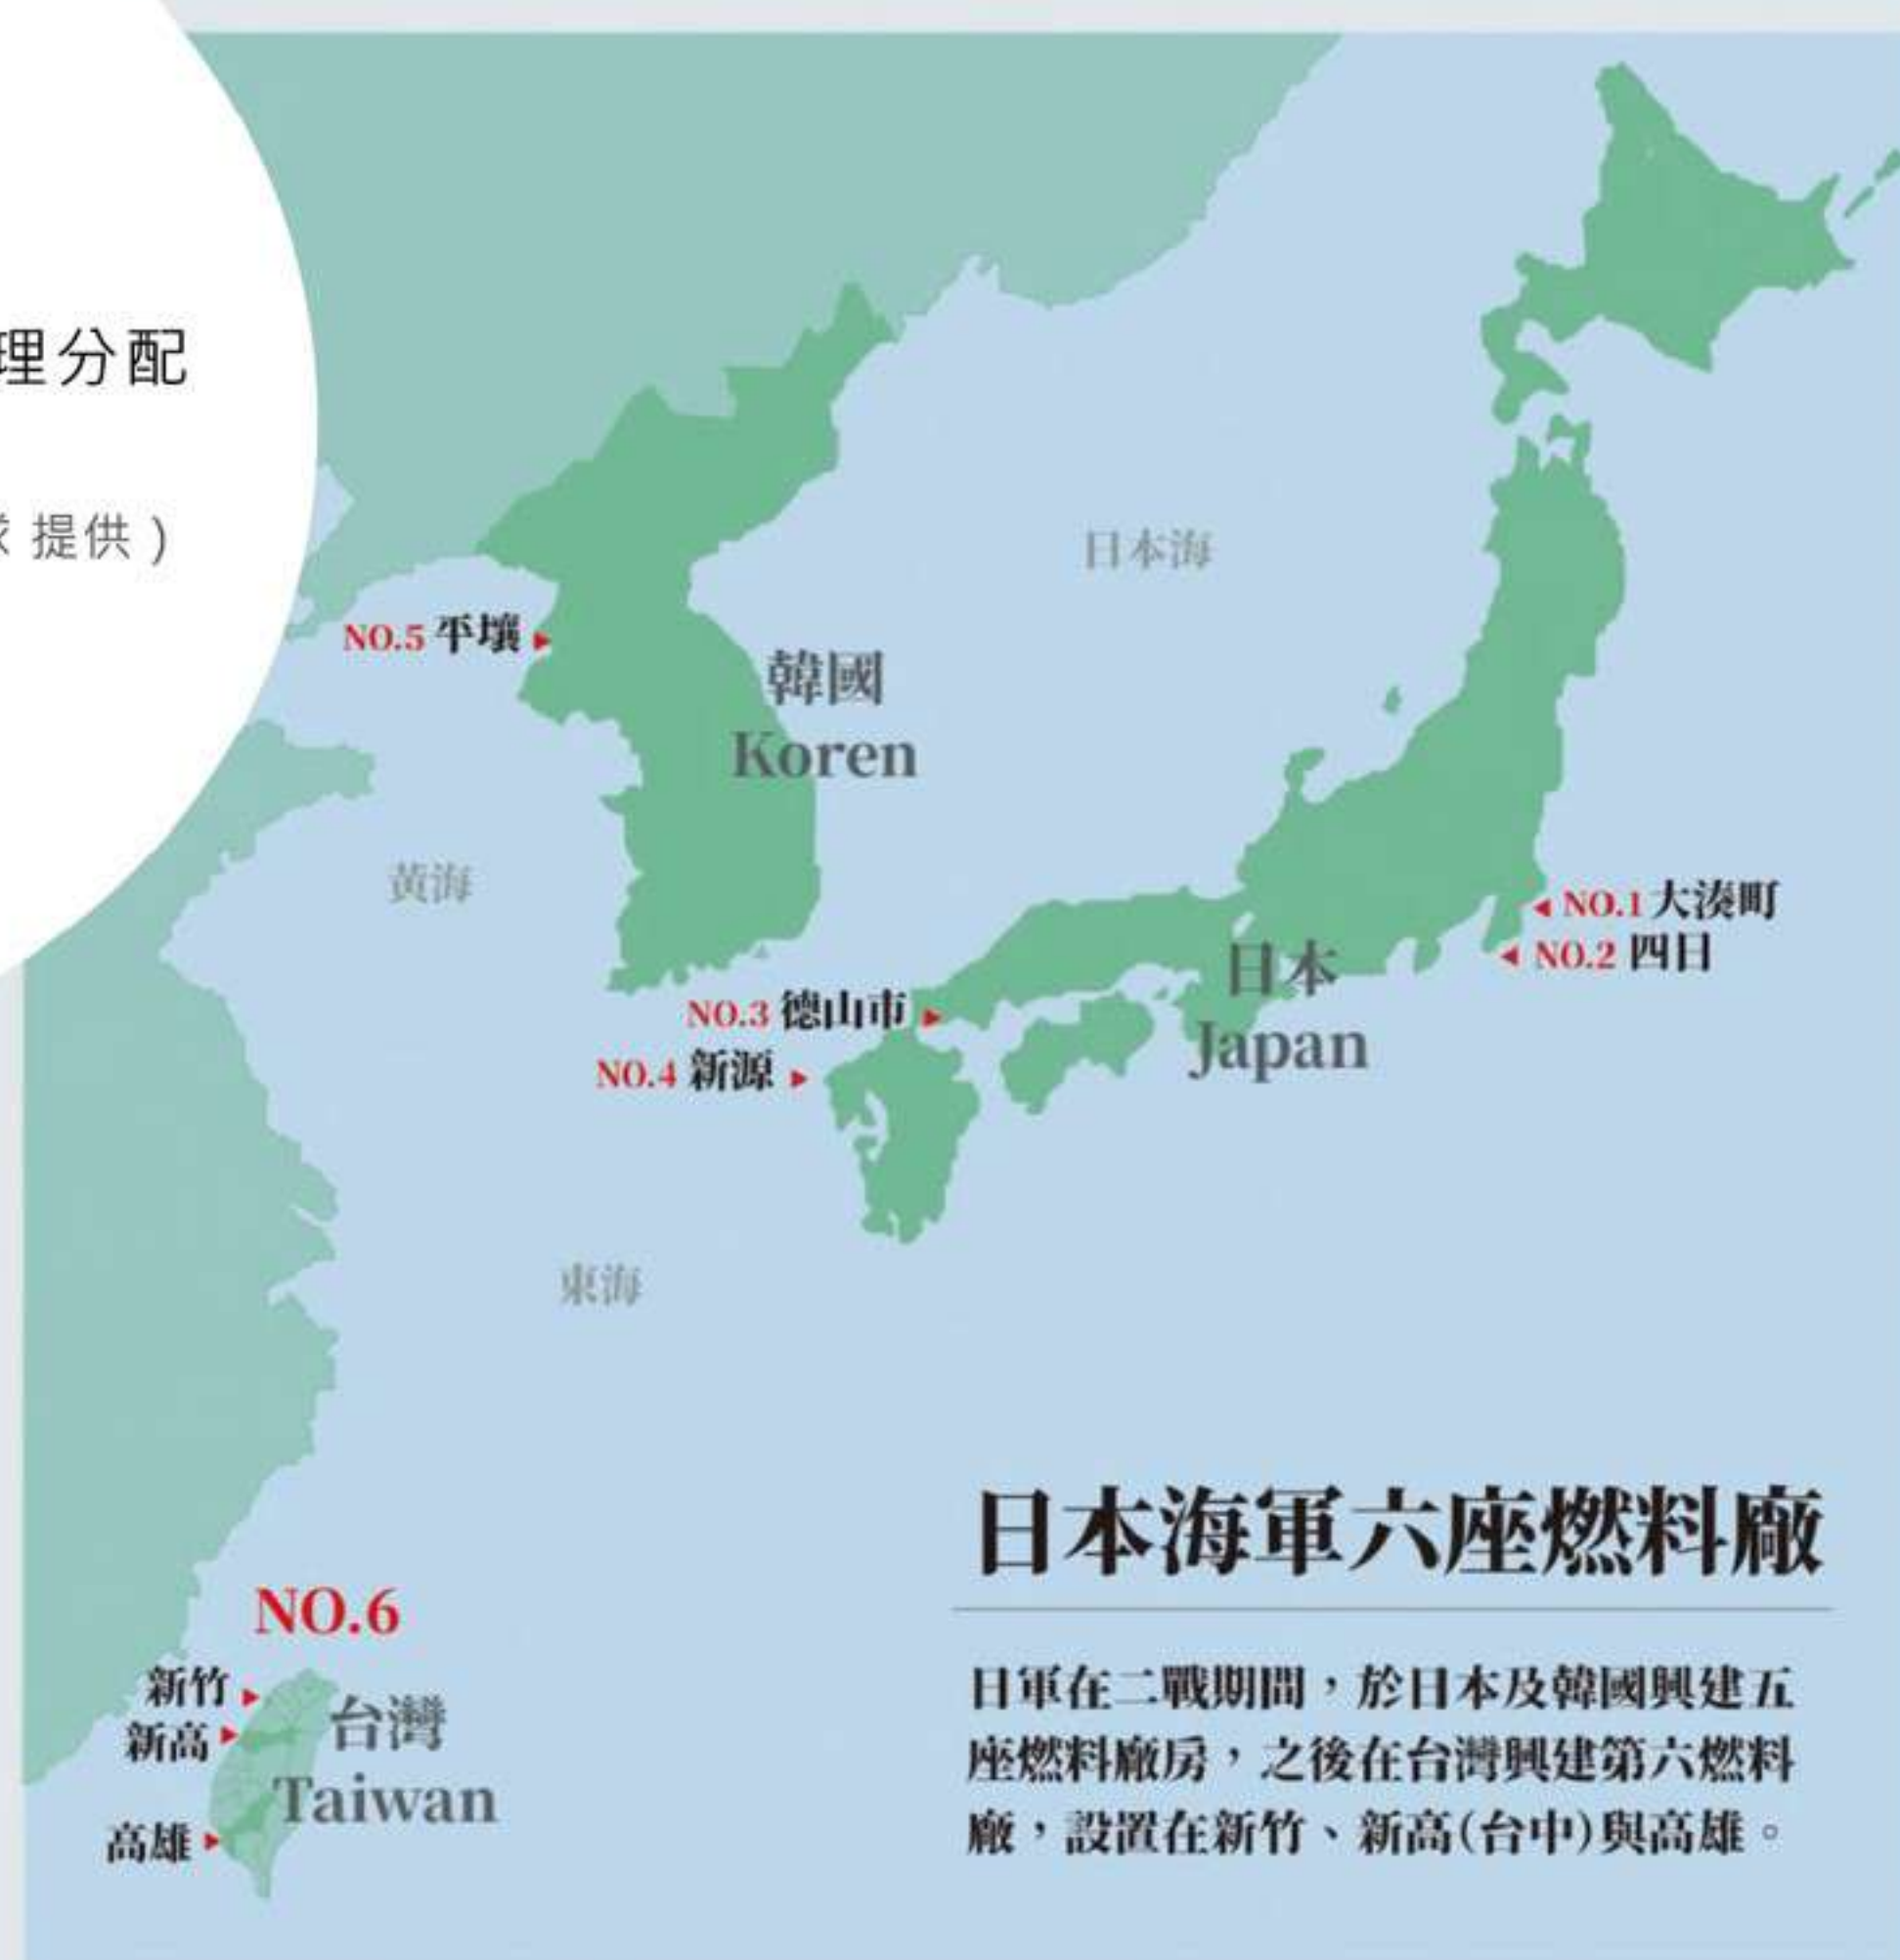 理分配
提供)
日本海
NO.5 平壤
韓國
Koren
黃海
NO.1 大湊町
NO.2 四日
日本
Japan
NO.3 德山市
NO.4 新源
東海
日本海軍六座燃料廠
日軍在二戰期間，於日本及韓國興建五
座燃料廠房，之後在台灣興建第六燃料
廠，設置在新竹、新高(台中)與高雄。
NO.6
新竹
新高
台灣
Taiwan
高雄